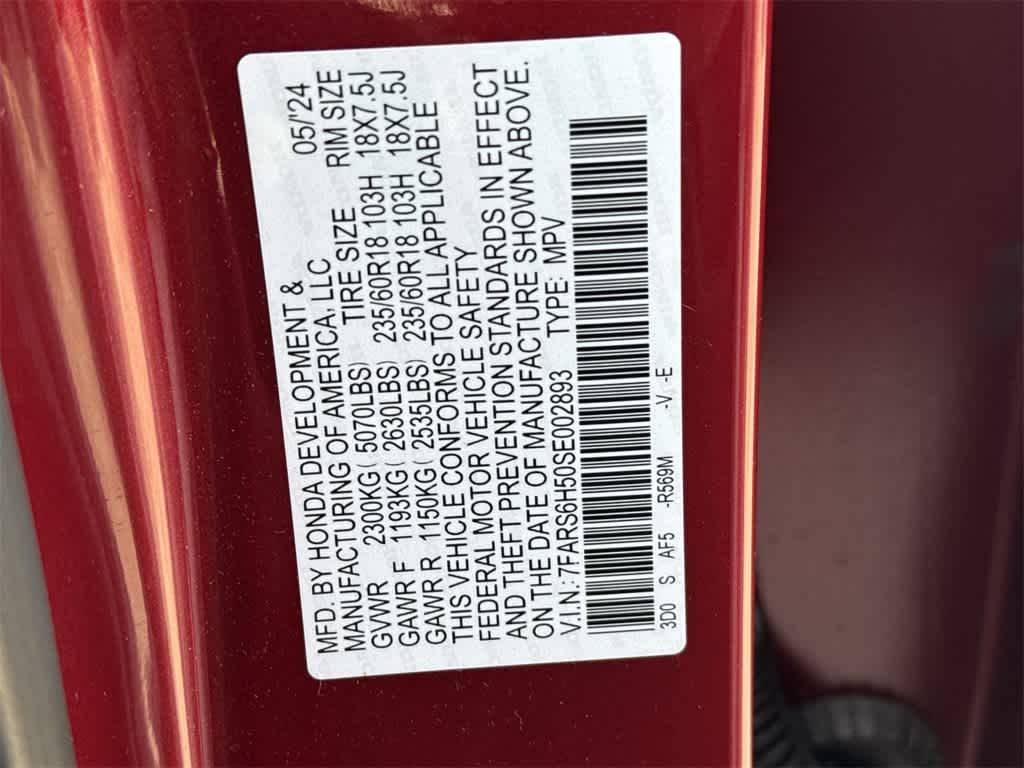 MFD. BY HONDA DEVELOPMENT & 05/'24
MANUFACTURING OF AMERICA, LLC RIM SIZE
GVWR 2300KG ( 5070LBS) TIRE SIZE
GAWR F 1193KG ( 2630LBS) 235/60R18 103H 18X7.5J
GAWR R 1150KG ( 2535LBS) 235/60R18 103H 18X7.5J
THIS VEHICLE CONFORMS TO ALL APPLICABLE
FEDERAL MOTOR VEHICLE SAFETY
AND THEFT PREVENTION STANDARDS IN EFFECT
ON THE DATE OF MANUFACTURE SHOWN ABOVE.
V.I.N.: 7FARS6H50SE002893 TYPE: MPV
3D0 S AF5 -R569M -V -E